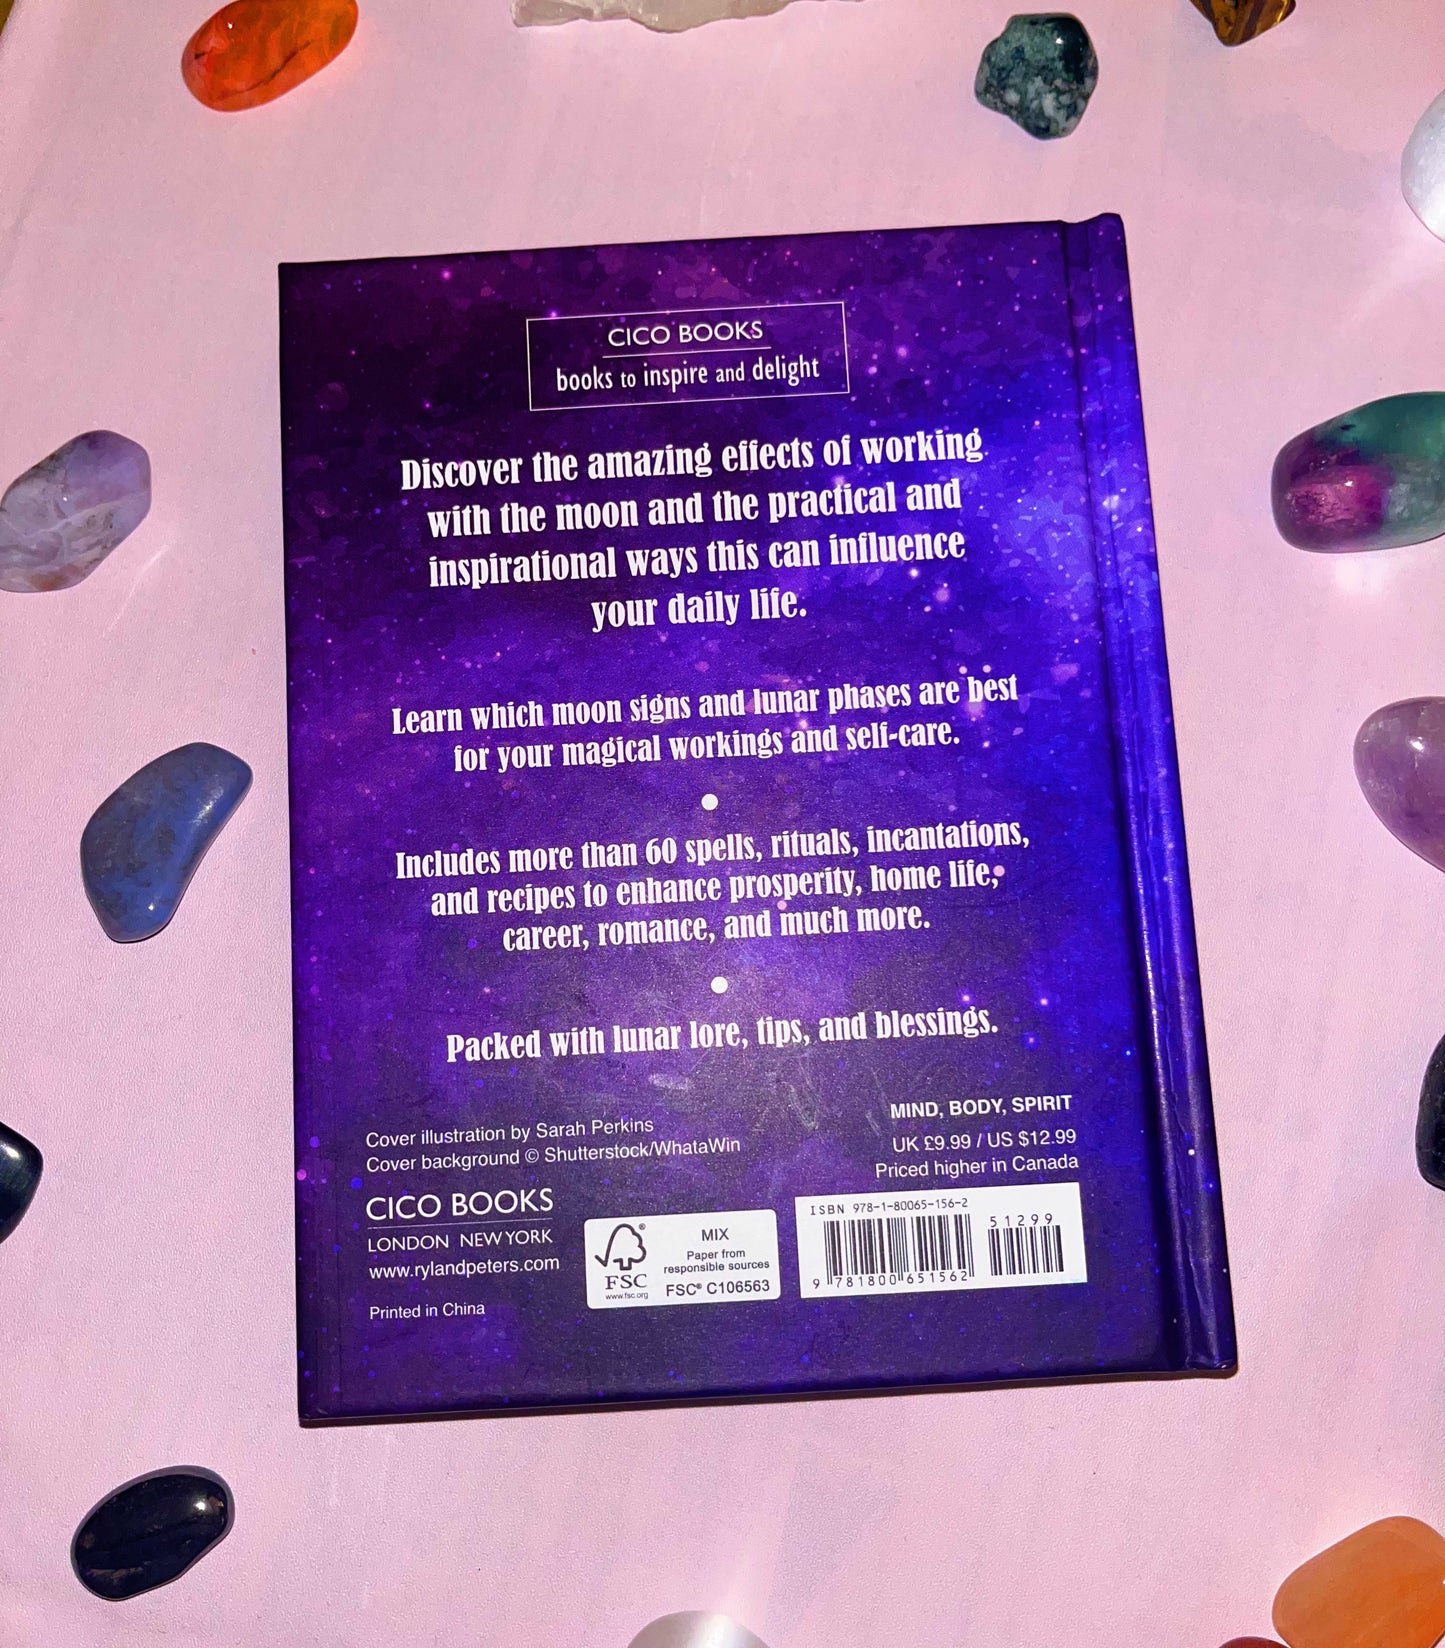 CICO BOOKS
books to inspire and delight
Discover the amazing effects of working
with the moon and the practical and
inspirational ways this can influence
your daily life.
Learn which moon signs and lunar phases are best
for your magical workings and self-care.
Includes more than 60 spells, rituals, incantations,
and recipes to enhance prosperity, home life,
career, romance, and much more.
Packed with lunar lore, tips, and blessings.
Cover illustration by Sarah Perkins
Cover background © Shutterstock/WhataWin
CICO BOOKS
LONDON NEW YORK
www.rylandpeters.com
Printed in China
FSC®
www.fsc.org
MIX
Paper from
responsible sources
FSC® C106563
MIND, BODY, SPIRIT
UK £9.99 / US $12.99
Priced higher in Canada
ISBN 978-1-80065-156-2
51299
9 781800 651562